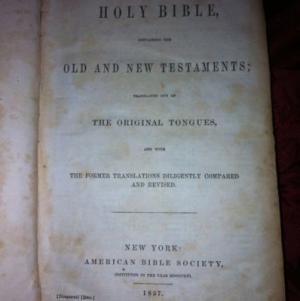 HOLY BIBLE,
CONTAINING THE
OLD AND NEW TESTAMENTS;
TRANSLATED OUT OF
THE ORIGINAL TONGUES,
AND WITH
THE FORMER TRANSLATIONS DILIGENTLY COMPARED
AND REVISED.
NEW YORK:
AMERICAN BIBLE SOCIETY,
INSTITUTED IN THE YEAR MDCCCXVI.
1857.
[Nonpareil